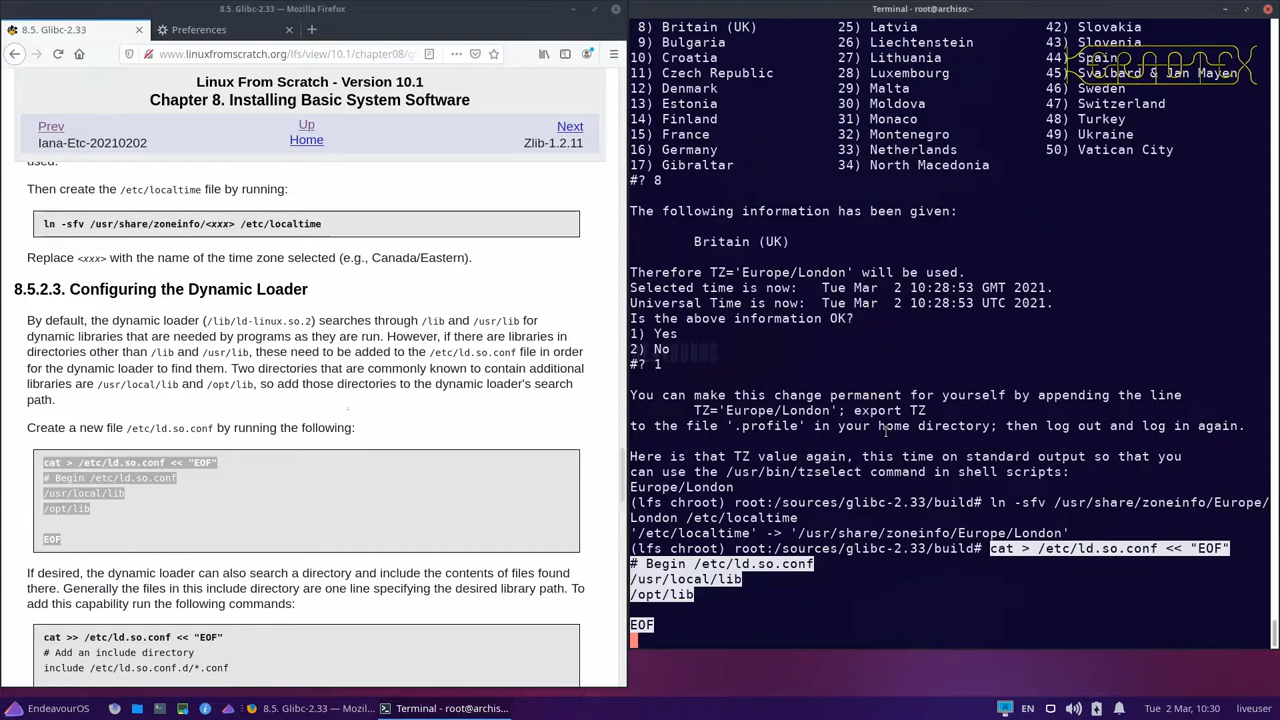 8.5. Glibc-2.33 — Mozilla Firefox
8.5. Glibc-2.33
Preferences
www.linuxfromscratch.org/lfs/view/10.1/chapter08/g
Linux From Scratch - Version 10.1
Chapter 8. Installing Basic System Software
Prev
Up
Next
Iana-Etc-20210202
Home
Zlib-1.2.11
used.
Then create the /etc/localtime file by running:
ln -sfv /usr/share/zoneinfo/<xxx> /etc/localtime
Replace <xxx> with the name of the time zone selected (e.g., Canada/Eastern).
8.5.2.3. Configuring the Dynamic Loader
By default, the dynamic loader (/lib/ld-linux.so.2) searches through /lib and /usr/lib for
dynamic libraries that are needed by programs as they are run. However, if there are libraries in
directories other than /lib and /usr/lib, these need to be added to the /etc/ld.so.conf file in order
for the dynamic loader to find them. Two directories that are commonly known to contain additional
libraries are /usr/local/lib and /opt/lib, so add those directories to the dynamic loader's search
path.
Create a new file /etc/ld.so.conf by running the following:
cat > /etc/ld.so.conf << "EOF"
# Begin /etc/ld.so.conf
/usr/local/lib
/opt/lib
EOF
If desired, the dynamic loader can also search a directory and include the contents of files found
there. Generally the files in this include directory are one line specifying the desired library path. To
add this capability run the following commands:
cat >> /etc/ld.so.conf << "EOF"
# Add an include directory
include /etc/ld.so.conf.d/*.conf
Terminal - root@archiso:~
8) Britain (UK) 25) Latvia 42) Slovakia
9) Bulgaria 26) Liechtenstein 43) Slovenia
10) Croatia 27) Lithuania 44) Spain
11) Czech Republic 28) Luxembourg 45) Svalbard & Jan Mayen
12) Denmark 29) Malta 46) Sweden
13) Estonia 30) Moldova 47) Switzerland
14) Finland 31) Monaco 48) Turkey
15) France 32) Montenegro 49) Ukraine
16) Germany 33) Netherlands 50) Vatican City
17) Gibraltar 34) North Macedonia
#? 8
The following information has been given:
Britain (UK)
Therefore TZ='Europe/London' will be used.
Selected time is now: Tue Mar 2 10:28:53 GMT 2021.
Universal Time is now: Tue Mar 2 10:28:53 UTC 2021.
Is the above information OK?
1) Yes
2) No
#? 1
You can make this change permanent for yourself by appending the line
TZ='Europe/London'; export TZ
to the file '.profile' in your home directory; then log out and log in again.
Here is that TZ value again, this time on standard output so that you
can use the /usr/bin/tzselect command in shell scripts:
Europe/London
(lfs chroot) root:/sources/glibc-2.33/build# ln -sfv /usr/share/zoneinfo/Europe/
London /etc/localtime
'/etc/localtime' -> '/usr/share/zoneinfo/Europe/London'
(lfs chroot) root:/sources/glibc-2.33/build# cat > /etc/ld.so.conf << "EOF"
# Begin /etc/ld.so.conf
/usr/local/lib
/opt/lib
EOF
EndeavourOS
8.5. Glibc-2.33 — Mozil...
Terminal - root@archis...
EN
Tue 2 Mar, 10:30
liveuser